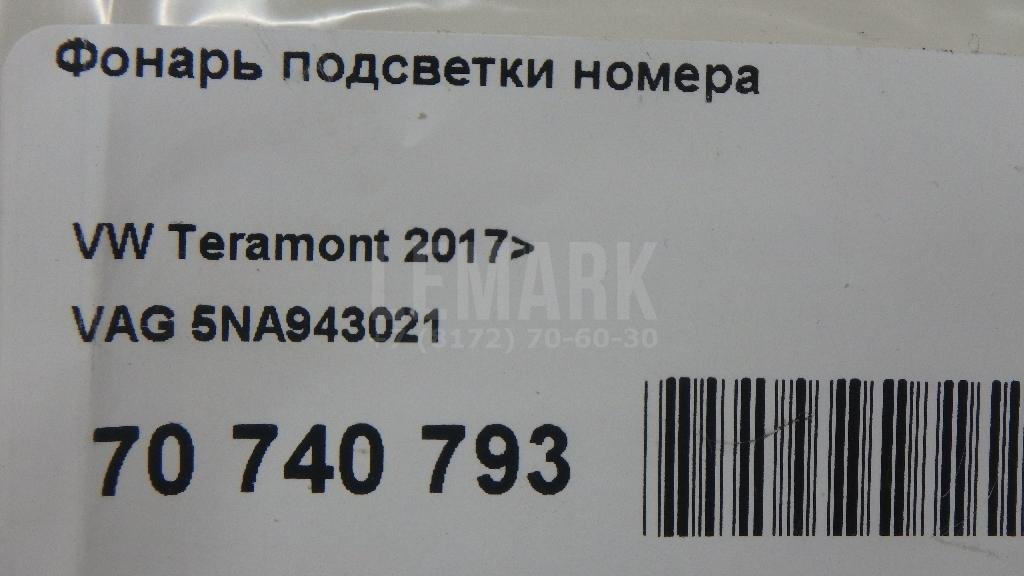 Фонарь подсветки номера
VW Teramont 2017>
LEMARK
VAG 5NA943021
(8172) 70-60-30
70 740 793